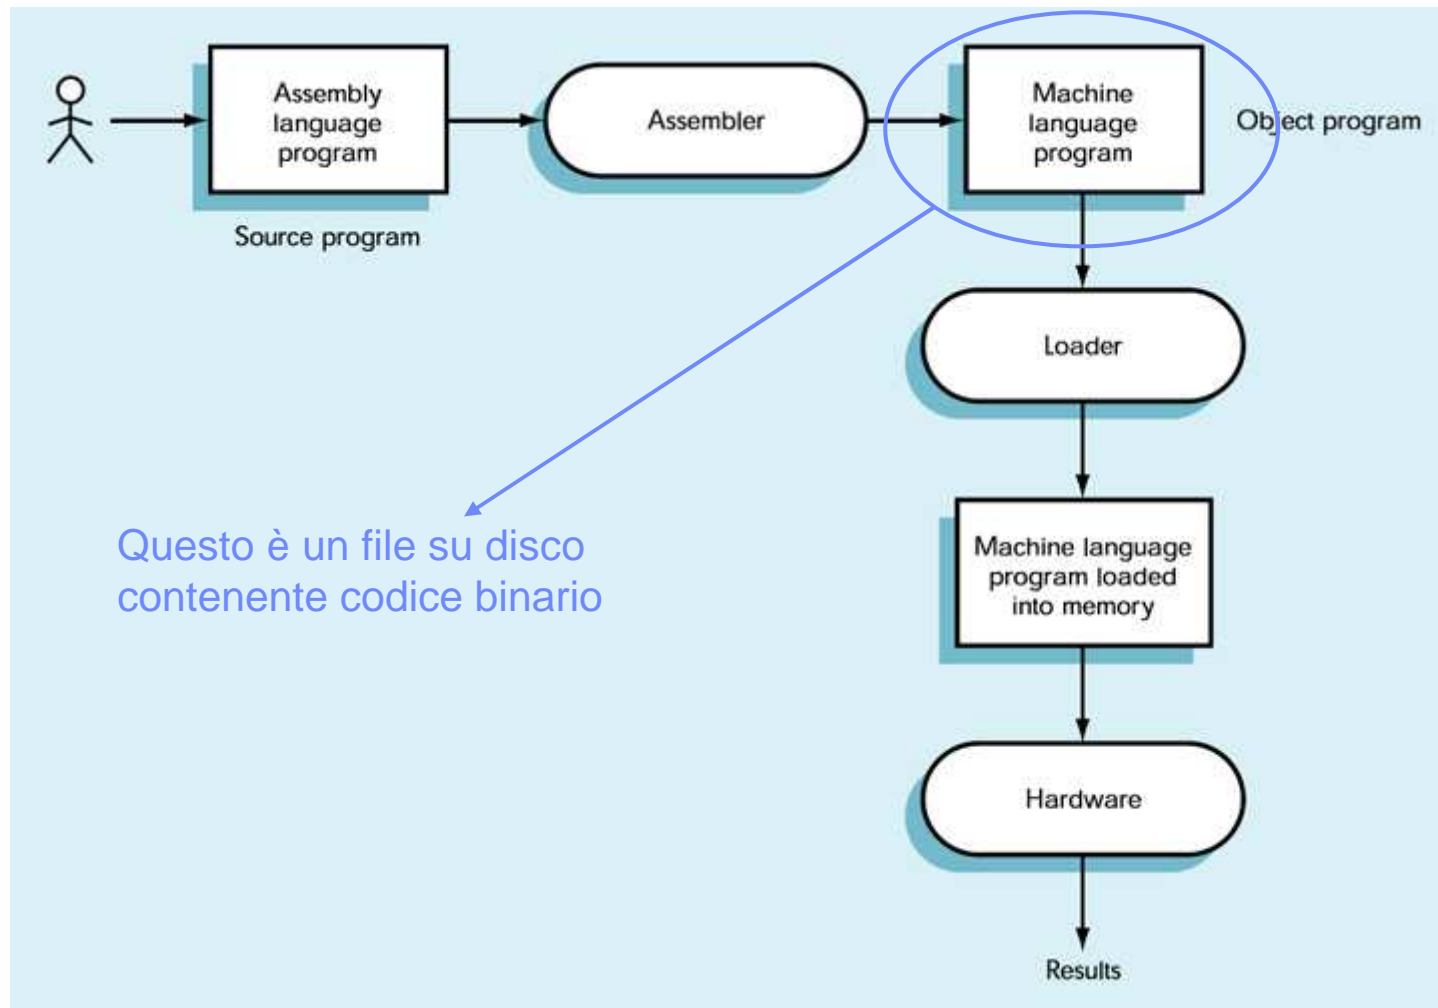 Assembly
language
program
Source program
Assembler
Machine
language
program
Object program
Loader
Machine language
program loaded
into memory
Hardware
Results
Questo è un file su disco
contenente codice binario